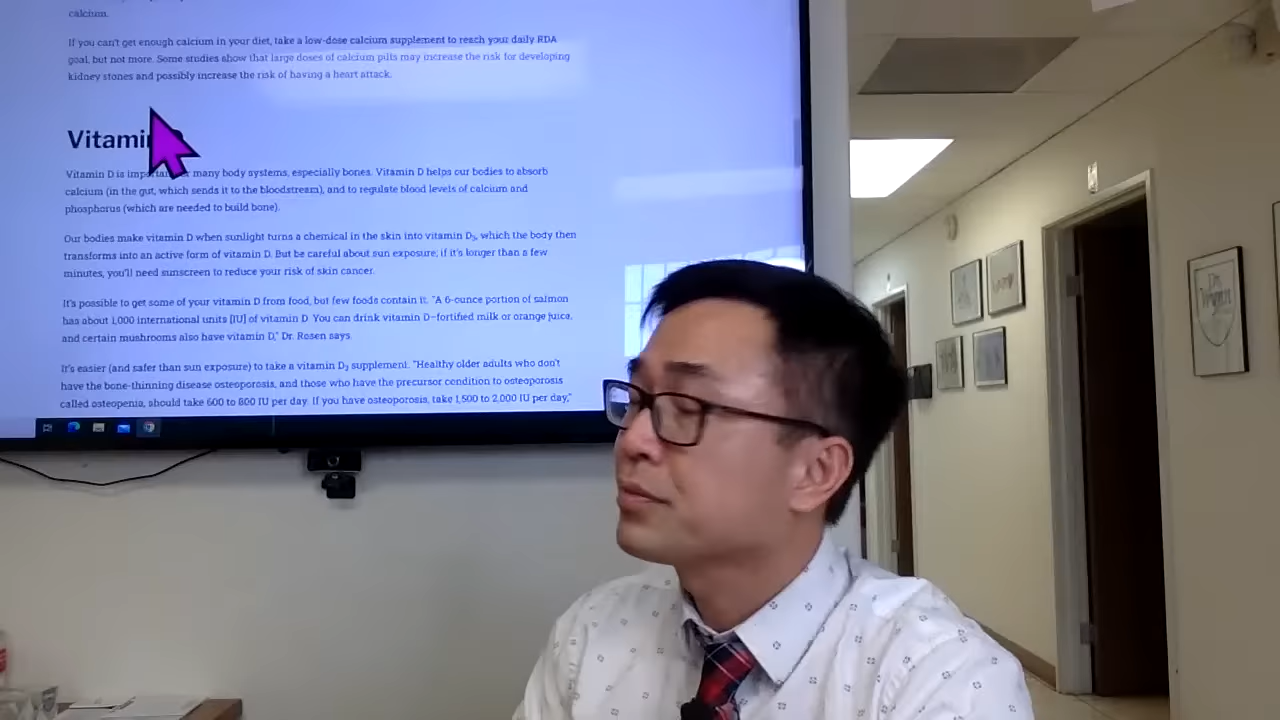 calcium.
If you can't get enough calcium in your diet, take a low-dose calcium supplement to reach your daily RDA
goal, but not more. Some studies show that large doses of calcium pills may increase the risk for developing
kidney stones and possibly increase the risk of having a heart attack.
Vitamin D
Vitamin D is important many body systems, especially bones. Vitamin D helps our bodies to absorb
calcium (in the gut, which sends it to the bloodstream), and to regulate blood levels of calcium and
phosphorus (which are needed to build bone).
Our bodies make vitamin D when sunlight turns a chemical in the skin into vitamin D3, which the body then
transforms into an active form of vitamin D. But be careful about sun exposure; if it's longer than a few
minutes, you'll need sunscreen to reduce your risk of skin cancer.
It's possible to get some of your vitamin D from food, but few foods contain it. "A 6-ounce portion of salmon
has about 1,000 international units [IU] of vitamin D. You can drink vitamin D–fortified milk or orange juice,
and certain mushrooms also have vitamin D," Dr. Rosen says.
It's easier (and safer than sun exposure) to take a vitamin D3 supplement. "Healthy older adults who don't
have the bone-thinning disease osteoporosis, and those who have the precursor condition to osteoporosis
called osteopenia, should take 600 to 800 IU per day. If you have osteoporosis, take 1,500 to 2,000 IU per day,"
Dr.